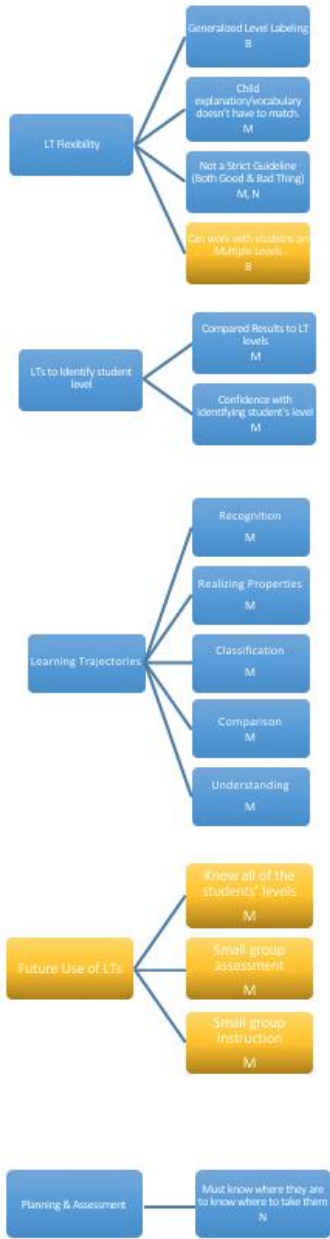 Generalized Level Labeling
B
Child
explanation/vocabulary
doesn't have to match.
M
LT Flexibility
Not a Strict Guideline
(Both Good & Bad Thing)
M, N
Can work with students on
Multiple Levels
B
Compared Results to LT
levels
M
LTs to Identify student
level
Confidence with
identifying student's level
M
Recognition
M
Realizing Properties
M
Learning Trajectories
Classification
M
Comparison
M
Understanding
M
Know all of the
students' levels
M
Future Use of LTs
Small group
assessment
M
Small group
instruction
M
Planning & Assessment
Must know where they are
to know where to take them
N